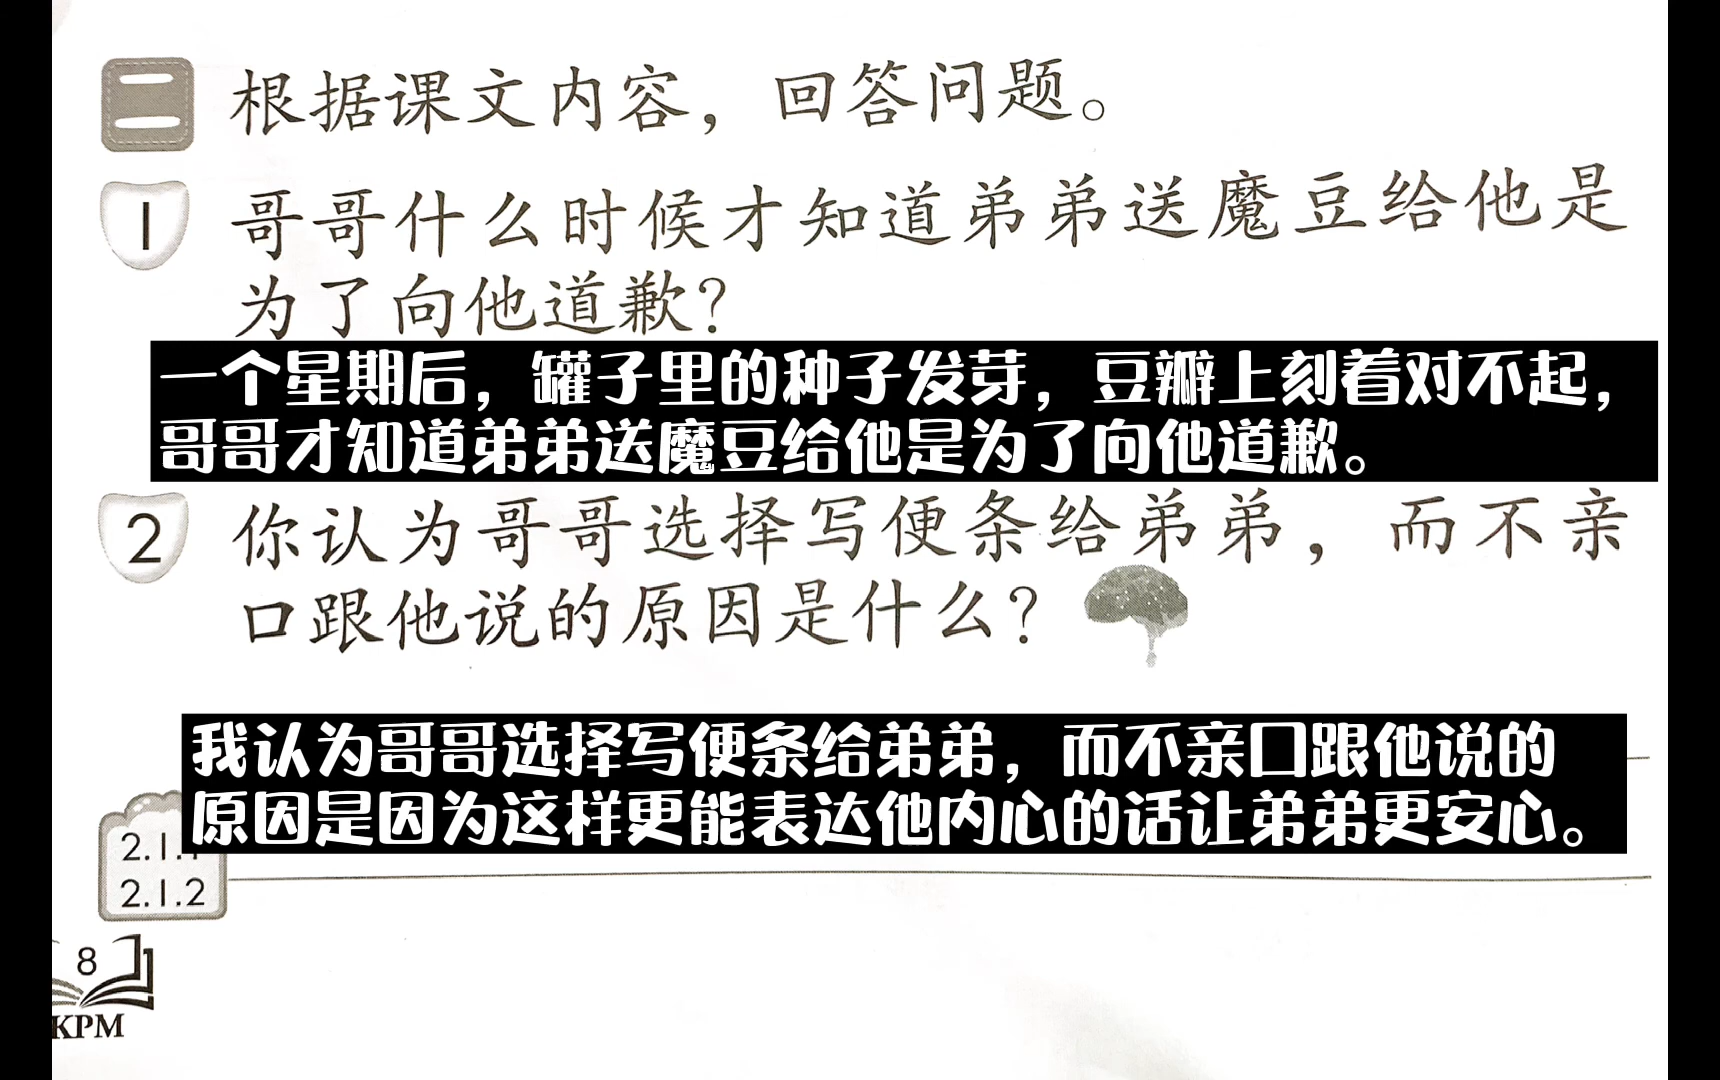 二 根据课文内容，回答问题。
1 哥哥什么时候才知道弟弟送魔豆给他是
为了向他道歉？
一个星期后，罐子里的种子发芽，豆瓣上刻着对不起，
哥哥才知道弟弟送魔豆给他是为了向他道歉。
2 你认为哥哥选择写便条给弟弟，而不亲
口跟他说的原因是什么？
我认为哥哥选择写便条给弟弟，而不亲口跟他说的
原因是因为这样更能表达他内心的话让弟弟更安心。
2.1.1
2.1.2
8
KPM